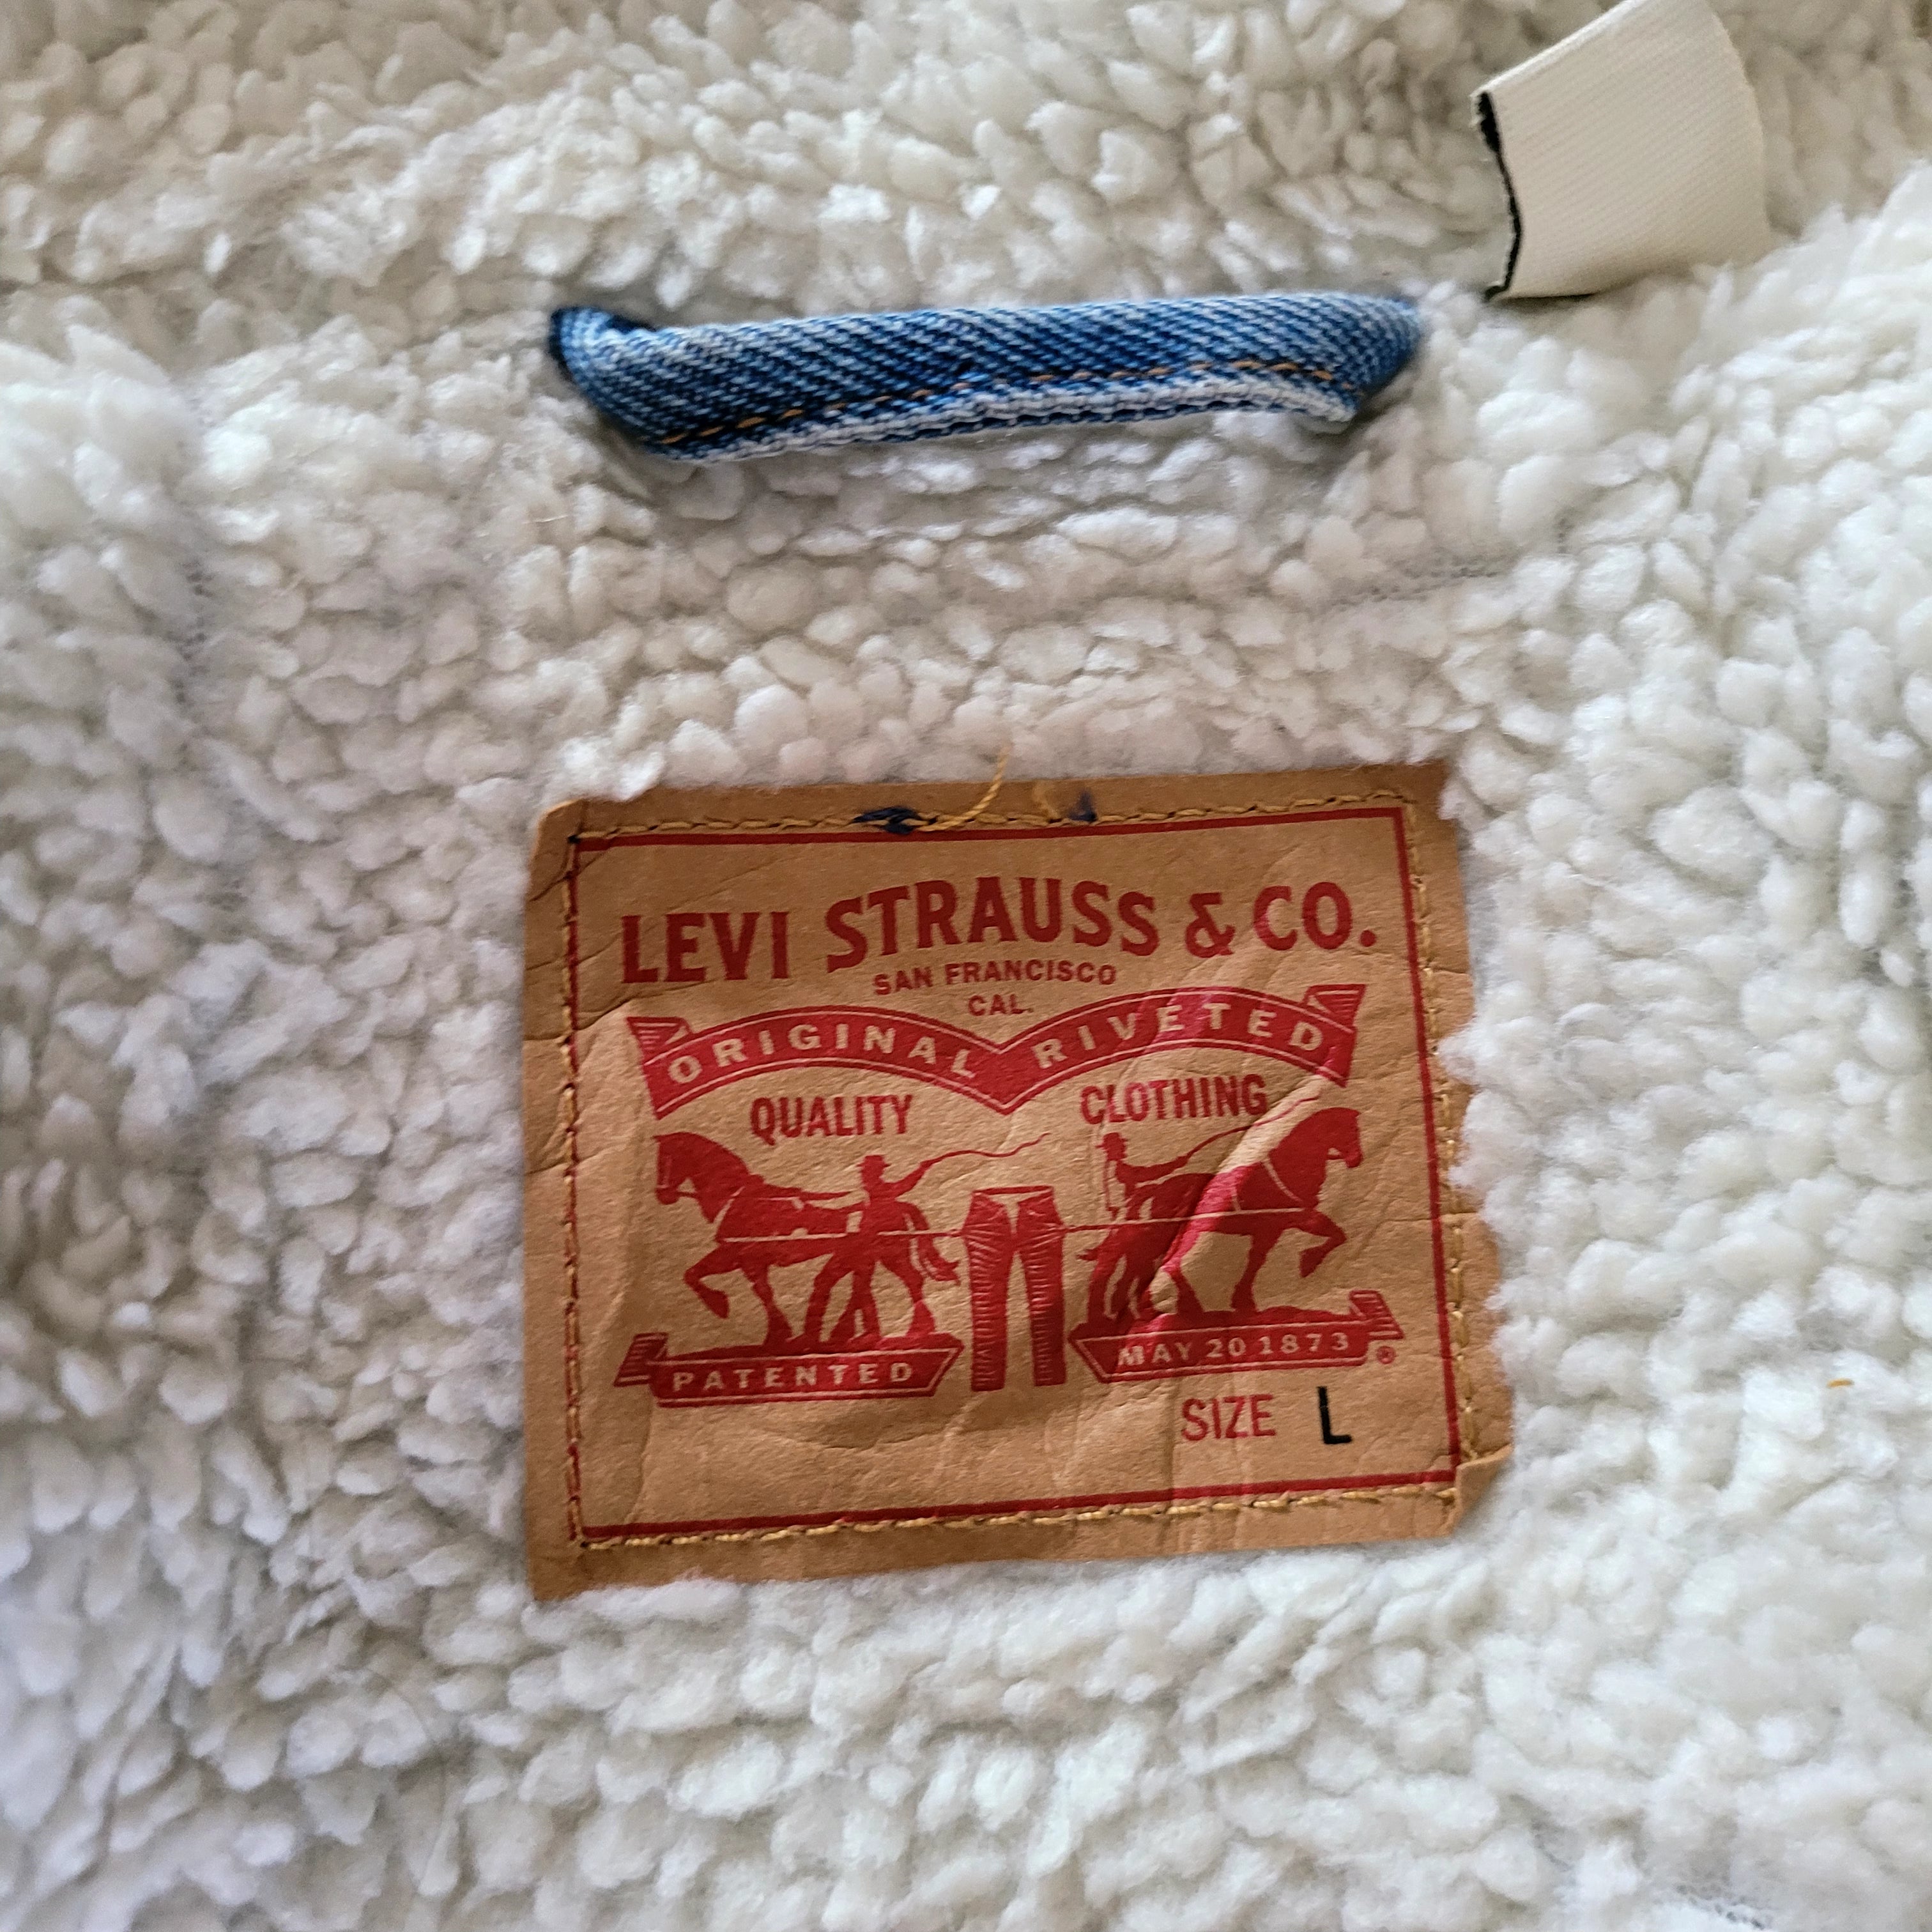 LEVI STRAUSS & CO.
SAN FRANCISCO
CAL.
ORIGINAL RIVETED
QUALITY CLOTHING
PATENTED MAY 20 1873 ®
SIZE L